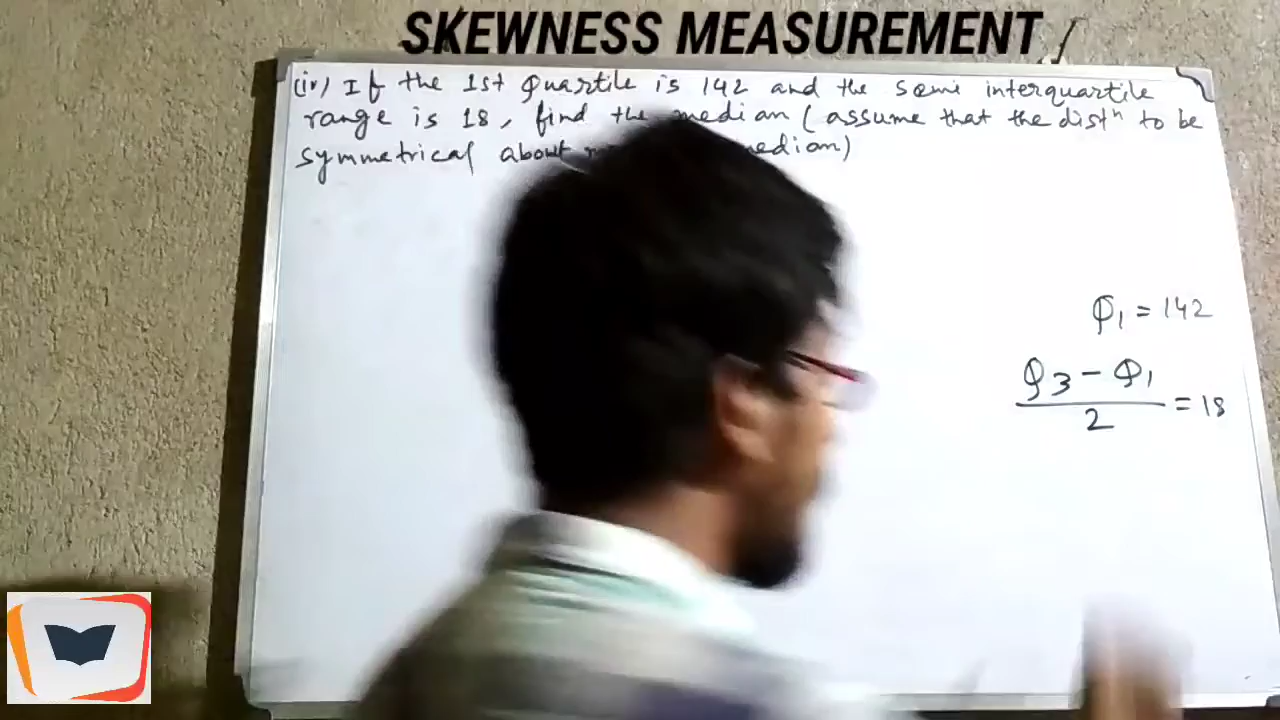 SKEWNESS MEASUREMENT
(iv) If the 1st Quartile is 142 and the semi interquartile
range is 18, find the median (assume that the distⁿ to be
symmetrical about median)
Q₁ = 142
Q₃ - Q₁
2
= 18